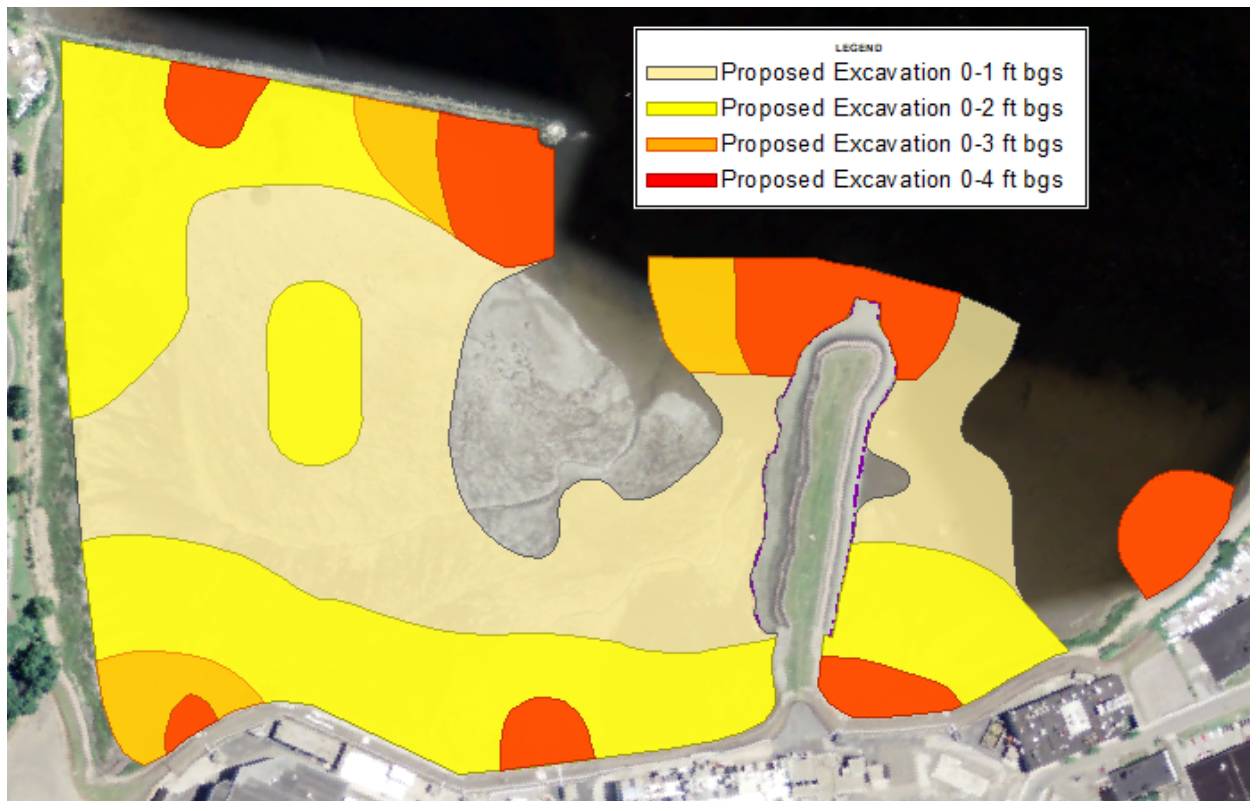 LEGEND
Proposed Excavation 0-1 ft bgs
Proposed Excavation 0-2 ft bgs
Proposed Excavation 0-3 ft bgs
Proposed Excavation 0-4 ft bgs